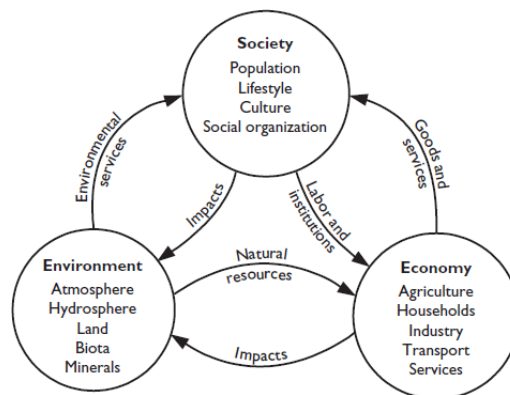 Society
Population
Lifestyle
Culture
Social organization
Environmental
services
Impacts
Labor and
institutions
Goods and
services
Environment
Atmosphere
Hydrosphere
Land
Biota
Minerals
Natural
resources
Impacts
Economy
Agriculture
Households
Industry
Transport
Services